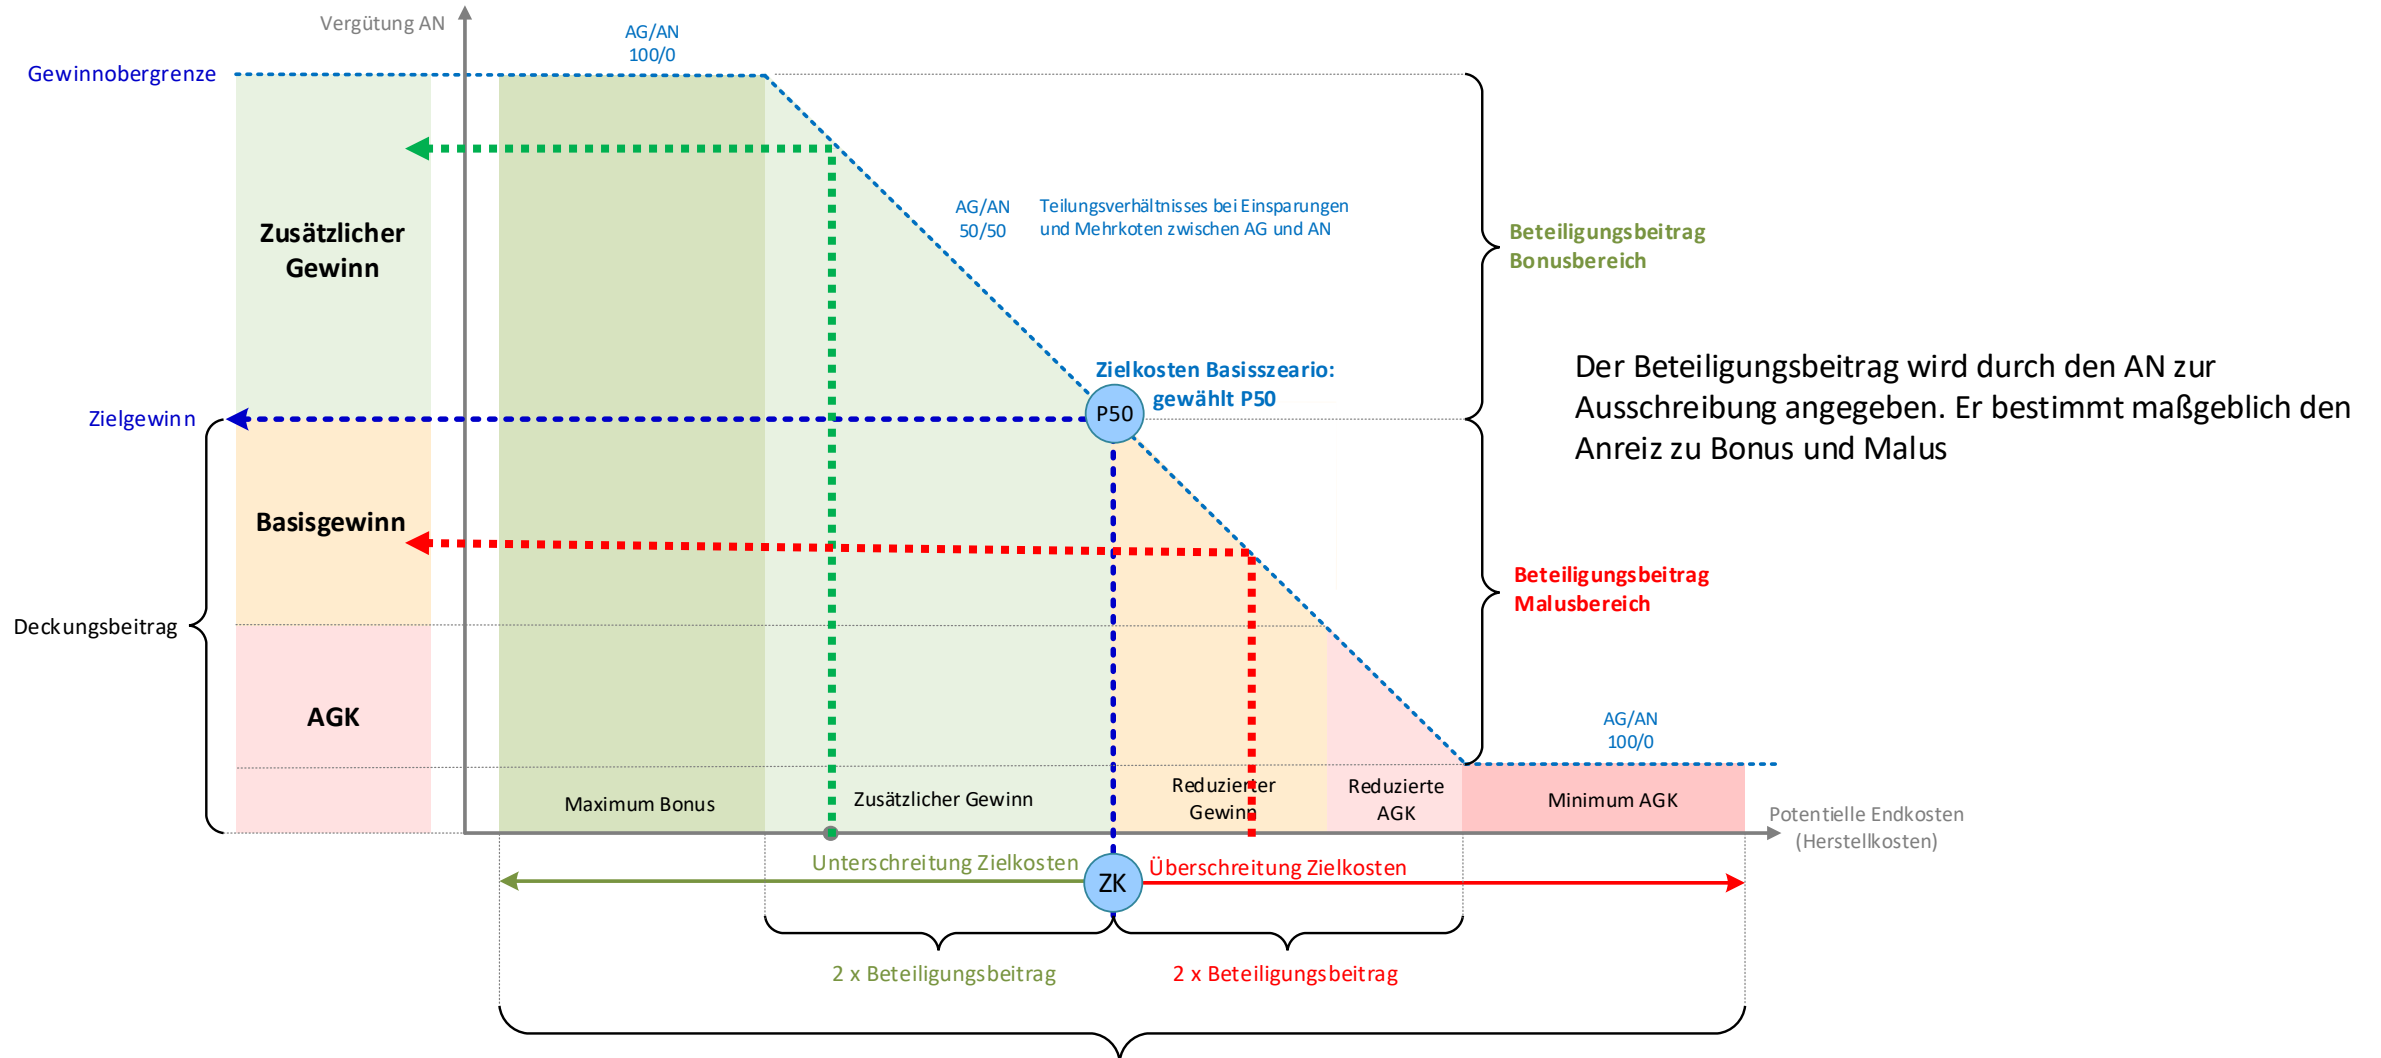 Vergütung AN
AG/AN
100/0
Gewinnobergrenze
Zusätzlicher
Gewinn
AG/AN
50/50
Teilungsverhältnisses bei Einsparungen
und Mehrkoten zwischen AG und AN
Beteiligungsbeitrag
Bonusbereich
Zielkosten Basisszeario:
gewählt P50
P50
Der Beteiligungsbeitrag wird durch den AN zur
Ausschreibung angegeben. Er bestimmt maßgeblich den
Anreiz zu Bonus und Malus
Zielgewinn
Basisgewinn
Beteiligungsbeitrag
Malusbereich
Deckungsbeitrag
AGK
AG/AN
100/0
Maximum Bonus
Zusätzlicher Gewinn
Reduzierter
Gewinn
Reduzierte
AGK
Minimum AGK
Potentielle Endkosten
(Herstellkosten)
Unterschreitung Zielkosten
ZK
Überschreitung Zielkosten
2 x Beteiligungsbeitrag
2 x Beteiligungsbeitrag